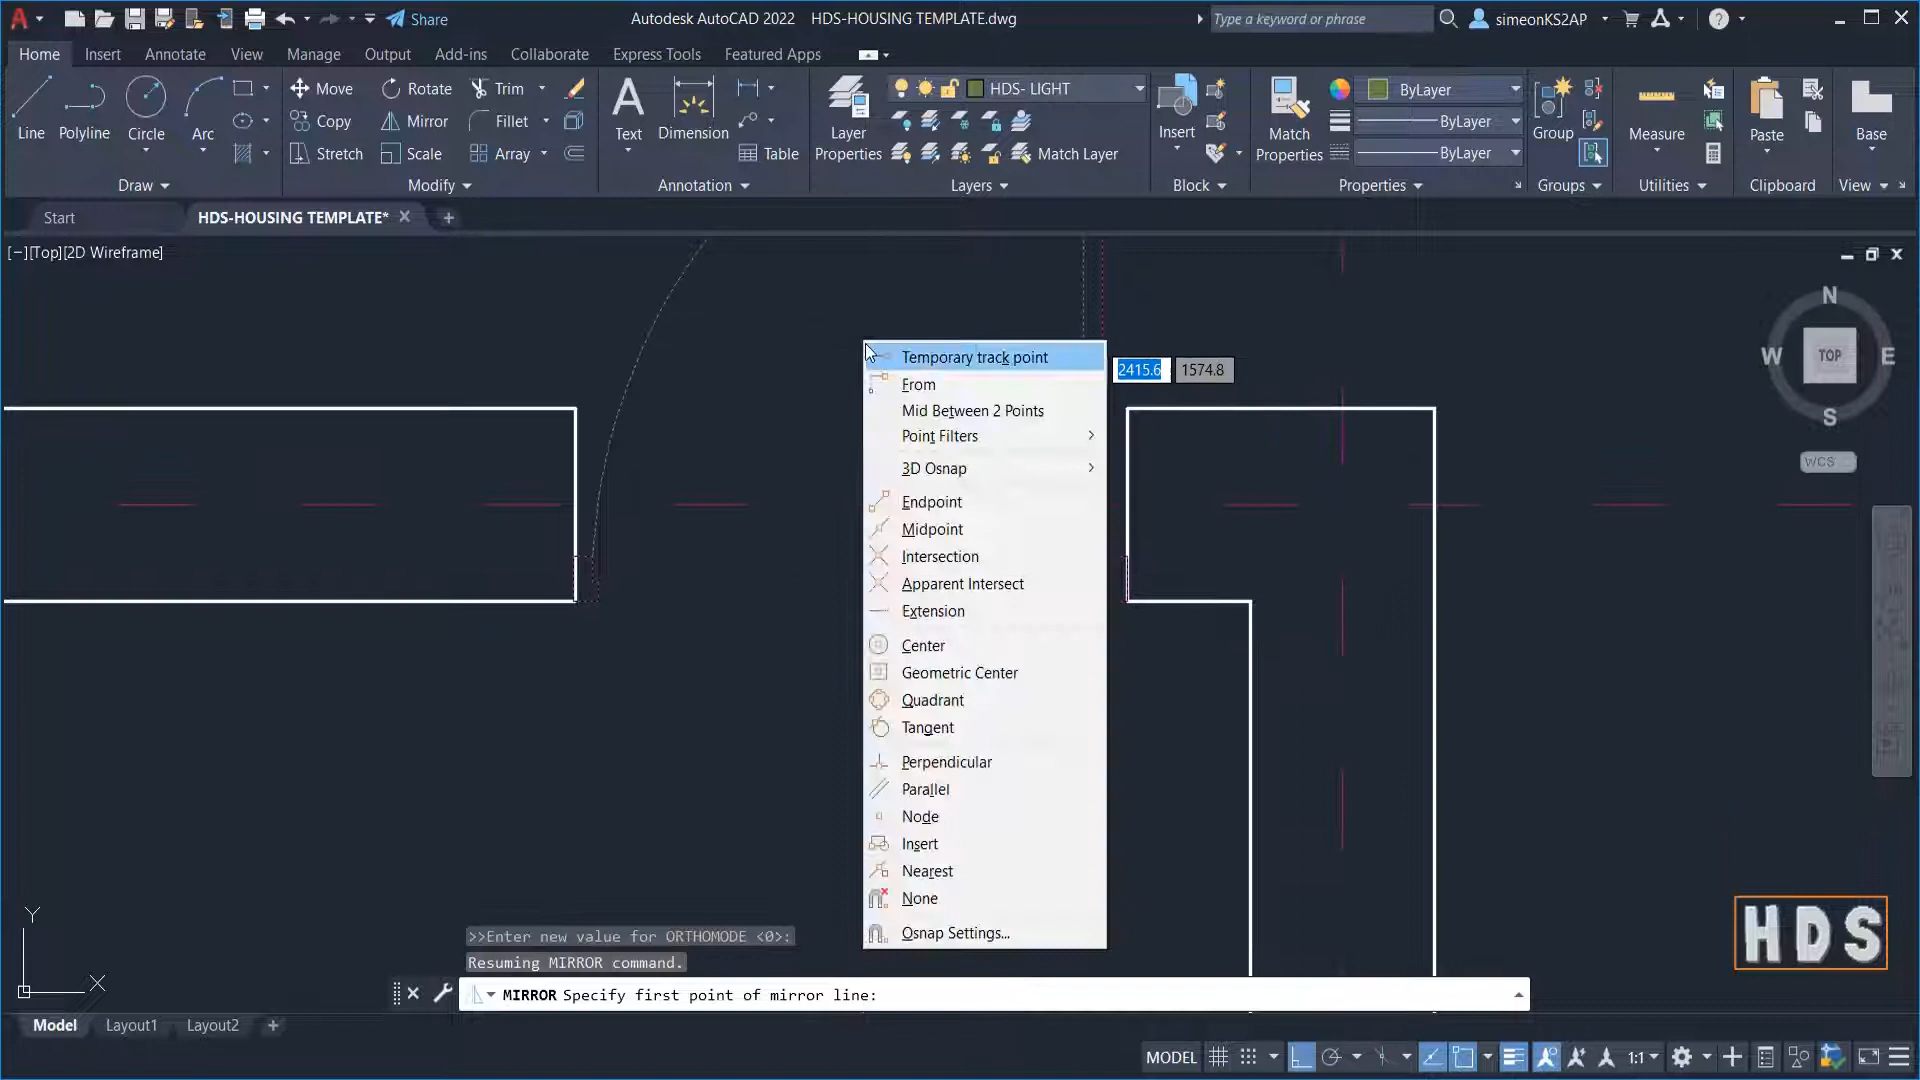 Share
Autodesk AutoCAD 2022 HDS-HOUSING TEMPLATE.dwg
Type a keyword or phrase
simeonKS2AP
Home Insert Annotate View Manage Output Add-ins Collaborate Express Tools Featured Apps
Line Polyline Circle Arc
Move Rotate Trim
Copy Mirror Fillet
Stretch Scale Array
Text Dimension Table
Layer Properties
HDS- LIGHT
Match Layer
Insert
Match Properties
ByLayer
ByLayer
ByLayer
Group
Measure
Paste
Base
Draw Modify Annotation Layers Block Properties Groups Utilities Clipboard View
Start HDS-HOUSING TEMPLATE*
[−][Top][2D Wireframe]
N
W TOP E
S
WCS
2415.6 1574.8
Temporary track point
From
Mid Between 2 Points
Point Filters
3D Osnap
Endpoint
Midpoint
Intersection
Apparent Intersect
Extension
Center
Geometric Center
Quadrant
Tangent
Perpendicular
Parallel
Node
Insert
Nearest
None
Osnap Settings...
HDS
Y
X
>>Enter new value for ORTHOMODE <0>:
Resuming MIRROR command.
MIRROR Specify first point of mirror line:
Model Layout1 Layout2
MODEL 1:1